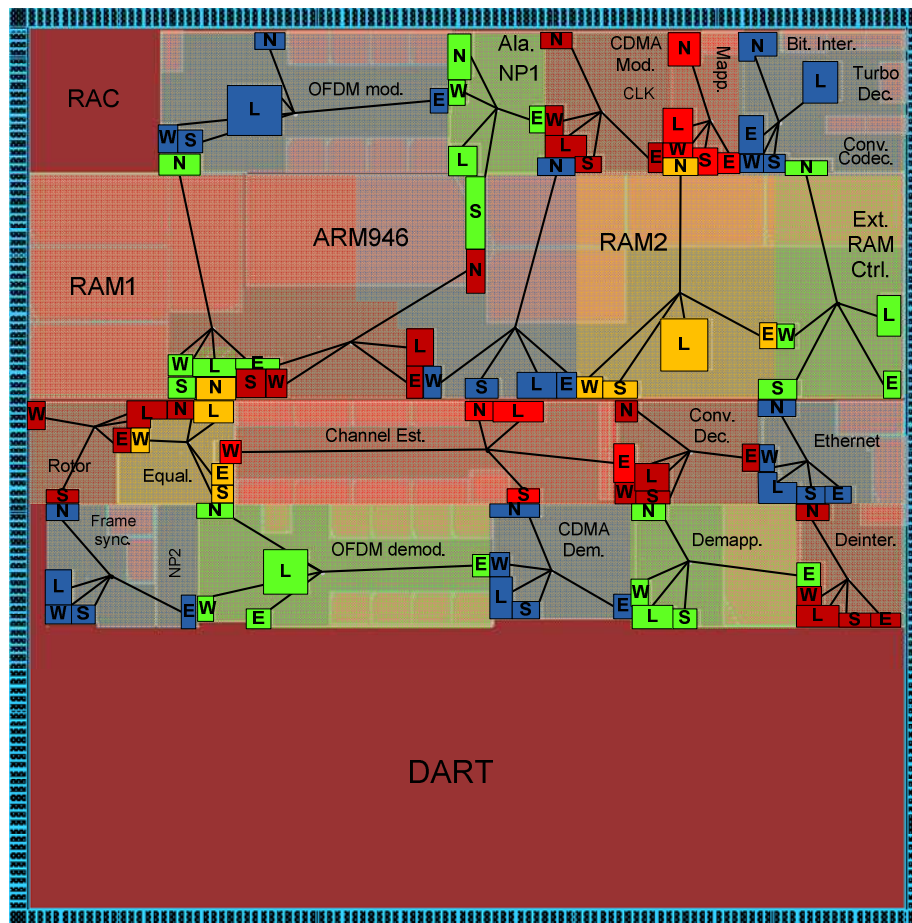 N
Ala.
N
CDMA
N
Mapp.
N
Bit. Inter.
RAC
L
OFDM mod.
E
N
W
NP1
Mod.
CLK
L
Turbo
Dec.
W
S
E
W
L
E
Conv.
Codec.
N
L
L
S
N
E
W
S
N
E
W
S
N
S
ARM946
RAM2
Ext.
RAM
Ctrl.
RAM1
N
L
W
L
E
L
L
E
W
S
N
S
W
E
W
S
L
E
W
S
S
E
W
L
N
L
N
L
N
Conv.
Dec.
N
E
W
W
Channel Est.
E
L
E
W
Ethernet
Rotor
Equal.
E
S
W
S
L
S
E
S
N
Frame
sync.
N
S
N
N
N
NP2
OFDM demod.
CDMA
Dem.
Demapp.
Deinter.
L
L
E
W
E
W
S
E
W
E
L
S
E
W
L
S
W
L
S
E
DART